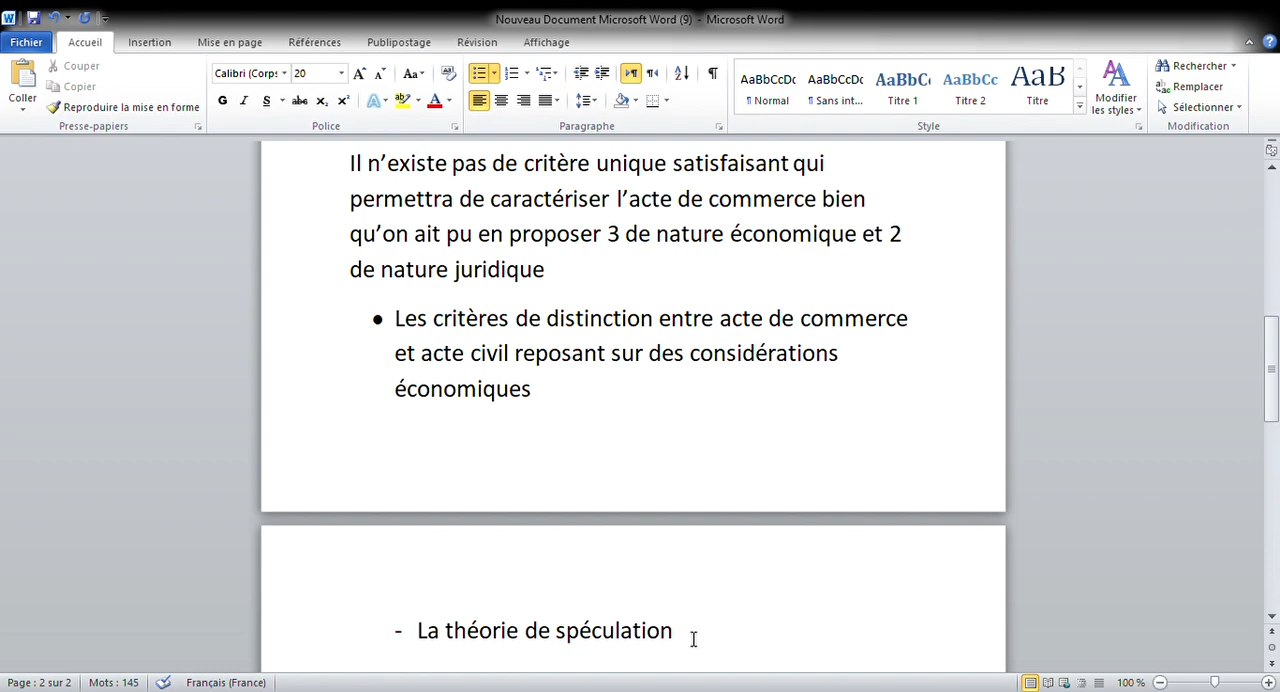 Nouveau Document Microsoft Word (9) - Microsoft Word
Fichier Accueil Insertion Mise en page Références Publipostage Révision Affichage
Coller
Couper
Copier
Reproduire la mise en forme
Presse-papiers
Calibri (Corps 20
Aa
G I S abc x₂ x² A ab A
Police
Paragraphe
AaBbCcDc AaBbCcDc AaBbC AaBbCc AaB
¶ Normal ¶ Sans int... Titre 1 Titre 2 Titre
Style
Modifier
les styles
Rechercher
Remplacer
Sélectionner
Modification
Il n’existe pas de critère unique satisfaisant qui
permettra de caractériser l’acte de commerce bien
qu’on ait pu en proposer 3 de nature économique et 2
de nature juridique
• Les critères de distinction entre acte de commerce
et acte civil reposant sur des considérations
économiques
- La théorie de spéculation
Page : 2 sur 2 Mots : 145 Français (France) 100 %